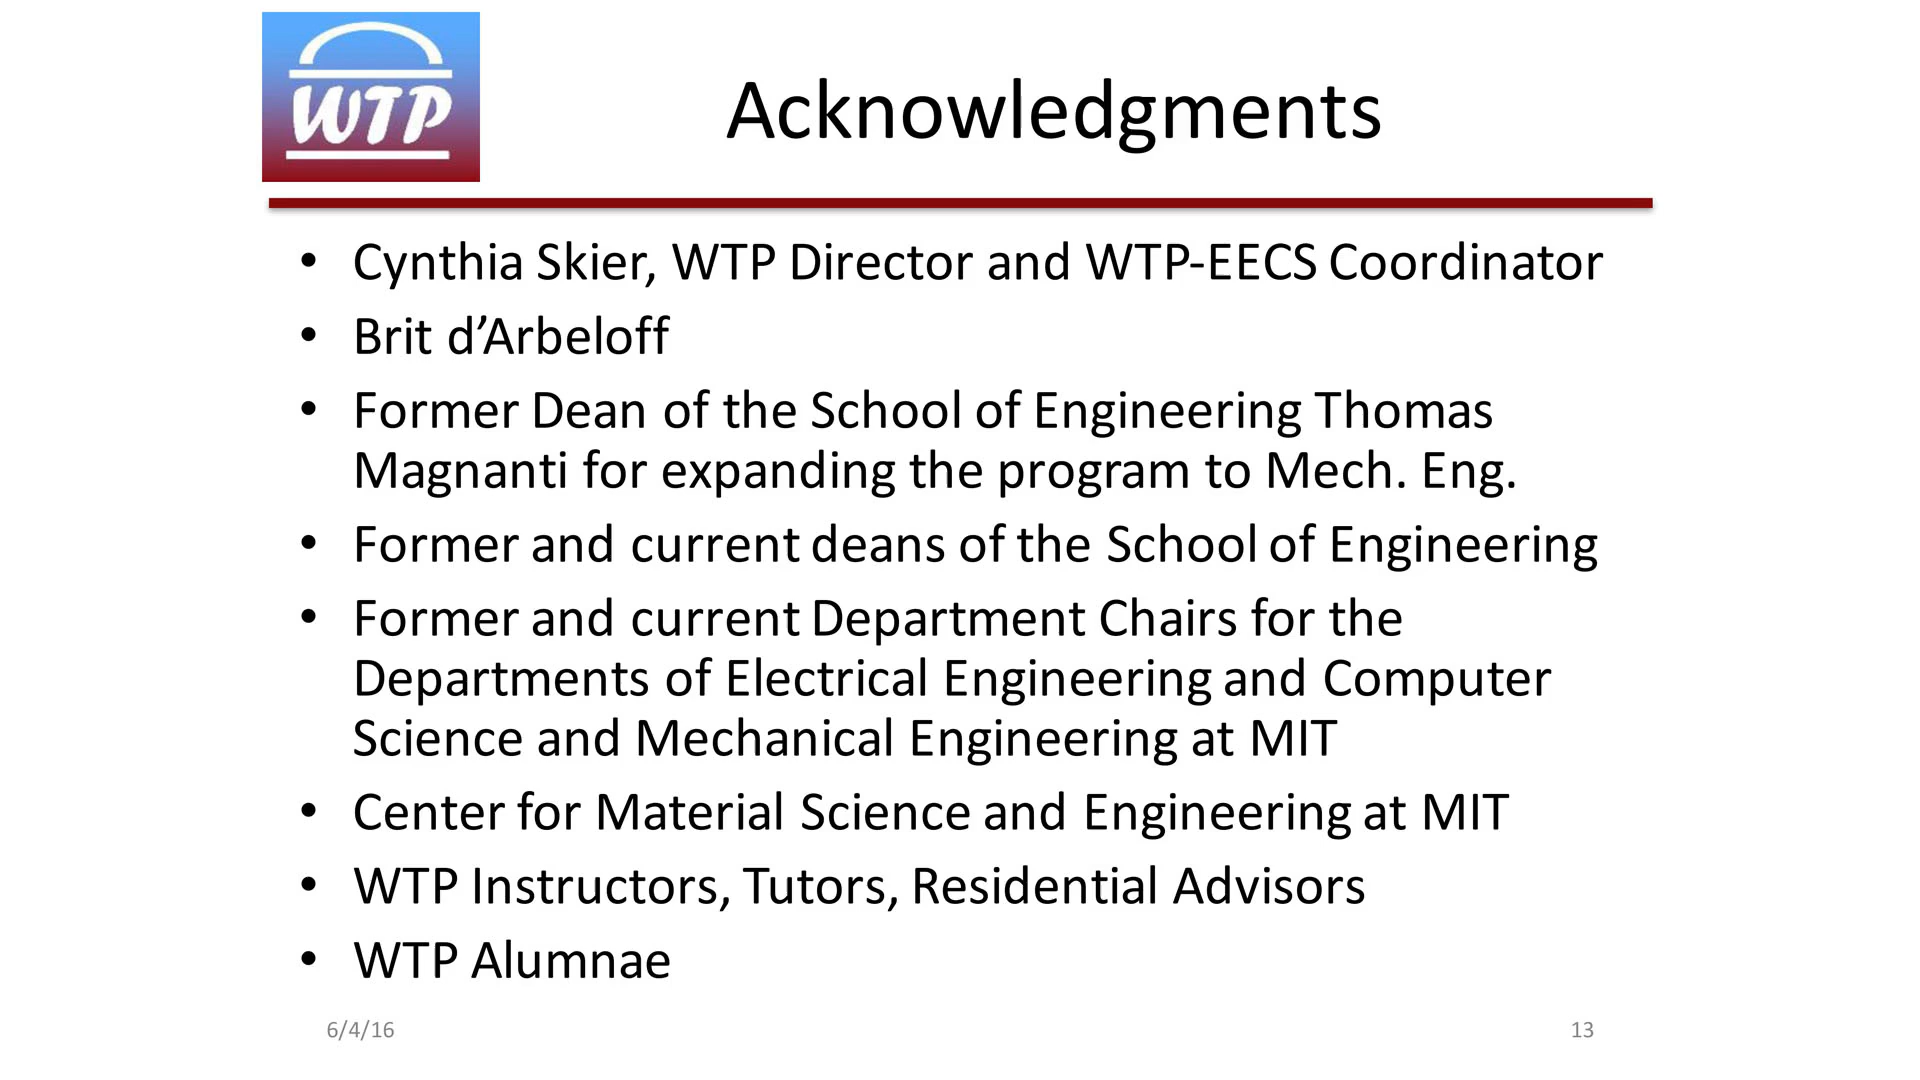 WTP
Acknowledgments
• Cynthia Skier, WTP Director and WTP-EECS Coordinator
• Brit d’Arbeloff
• Former Dean of the School of Engineering Thomas
Magnanti for expanding the program to Mech. Eng.
• Former and current deans of the School of Engineering
• Former and current Department Chairs for the
Departments of Electrical Engineering and Computer
Science and Mechanical Engineering at MIT
• Center for Material Science and Engineering at MIT
• WTP Instructors, Tutors, Residential Advisors
• WTP Alumnae
6/4/16
13